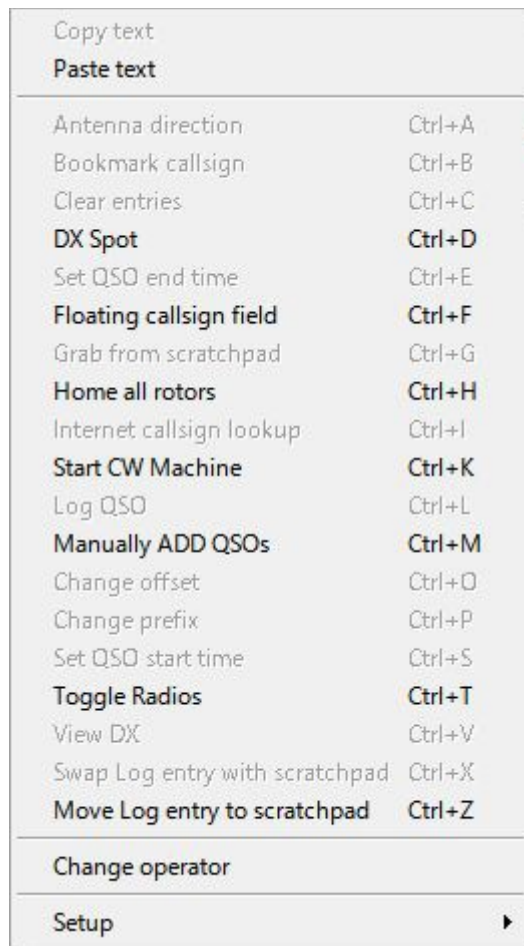 Copy text
Paste text
Antenna direction Ctrl+A
Bookmark callsign Ctrl+B
Clear entries Ctrl+C
DX Spot Ctrl+D
Set QSO end time Ctrl+E
Floating callsign field Ctrl+F
Grab from scratchpad Ctrl+G
Home all rotors Ctrl+H
Internet callsign lookup Ctrl+I
Start CW Machine Ctrl+K
Log QSO Ctrl+L
Manually ADD QSOs Ctrl+M
Change offset Ctrl+O
Change prefix Ctrl+P
Set QSO start time Ctrl+S
Toggle Radios Ctrl+T
View DX Ctrl+V
Swap Log entry with scratchpad Ctrl+X
Move Log entry to scratchpad Ctrl+Z
Change operator
Setup